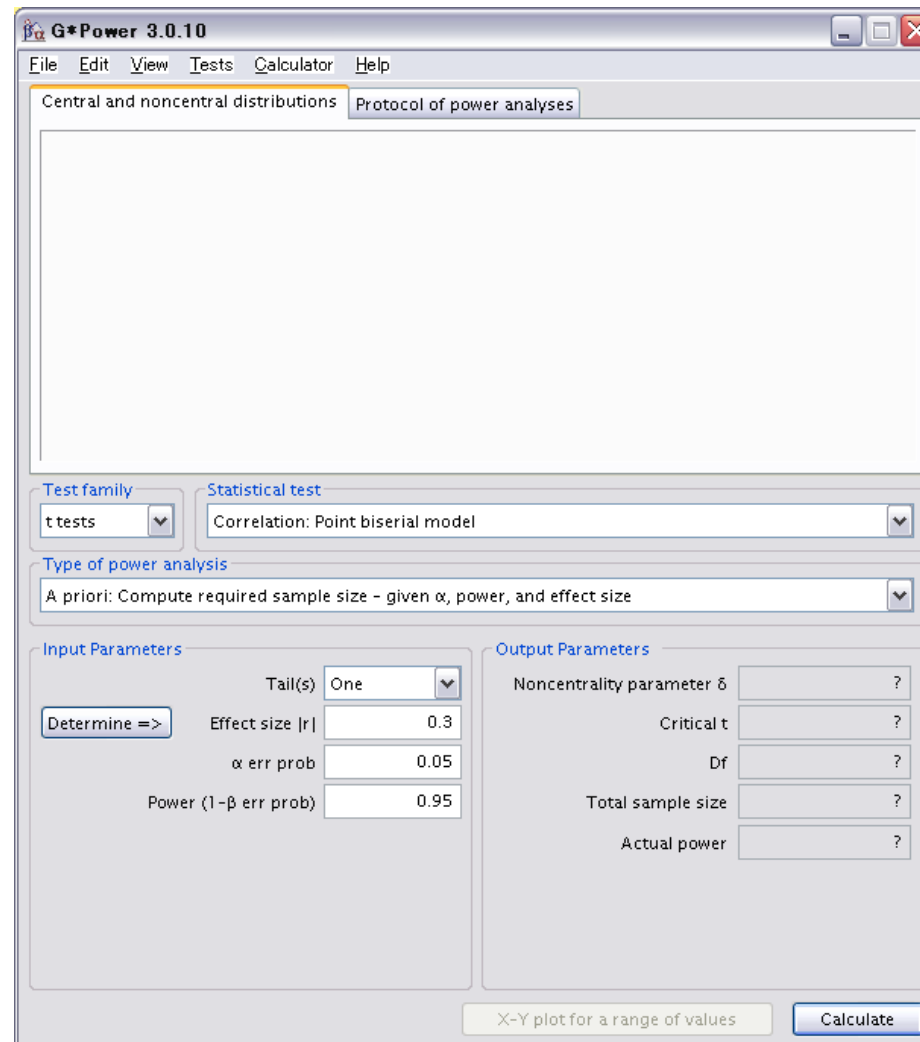 G*Power 3.0.10
File Edit View Tests Calculator Help
Central and noncentral distributions Protocol of power analyses
Test family Statistical test
t tests Correlation: Point biserial model
Type of power analysis
A priori: Compute required sample size - given α, power, and effect size
Input Parameters Output Parameters
Tail(s) One Noncentrality parameter δ ?
Determine => Effect size |r| 0.3 Critical t ?
α err prob 0.05 Df ?
Power (1-β err prob) 0.95 Total sample size ?
Actual power ?
X-Y plot for a range of values Calculate